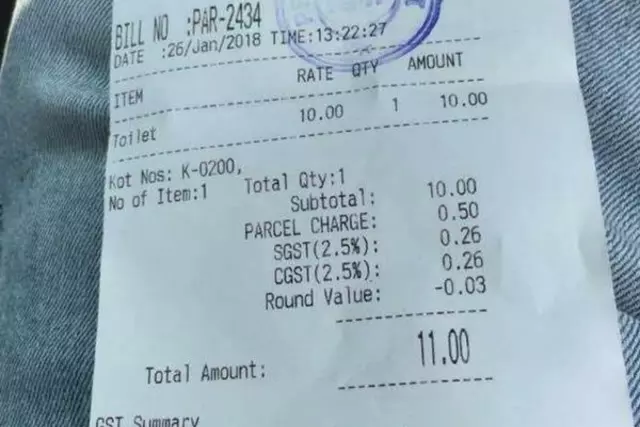 BILL NO :PAR-2434
DATE :26/Jan/2018 TIME:13:22:27
ITEM RATE QTY AMOUNT
Toilet 10.00 1 10.00
Kot Nos: K-0200,
No of Item:1 Total Qty:1
Subtotal: 10.00
PARCEL CHARGE: 0.50
SGST(2.5%): 0.26
CGST(2.5%): 0.26
Round Value: -0.03
Total Amount: 11.00
GST Summary